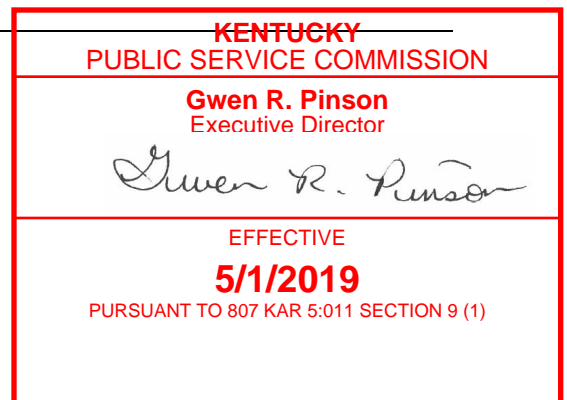 KENTUCKY
PUBLIC SERVICE COMMISSION
Gwen R. Pinson
Executive Director
Gwen R. Pinson
EFFECTIVE
5/1/2019
PURSUANT TO 807 KAR 5:011 SECTION 9 (1)